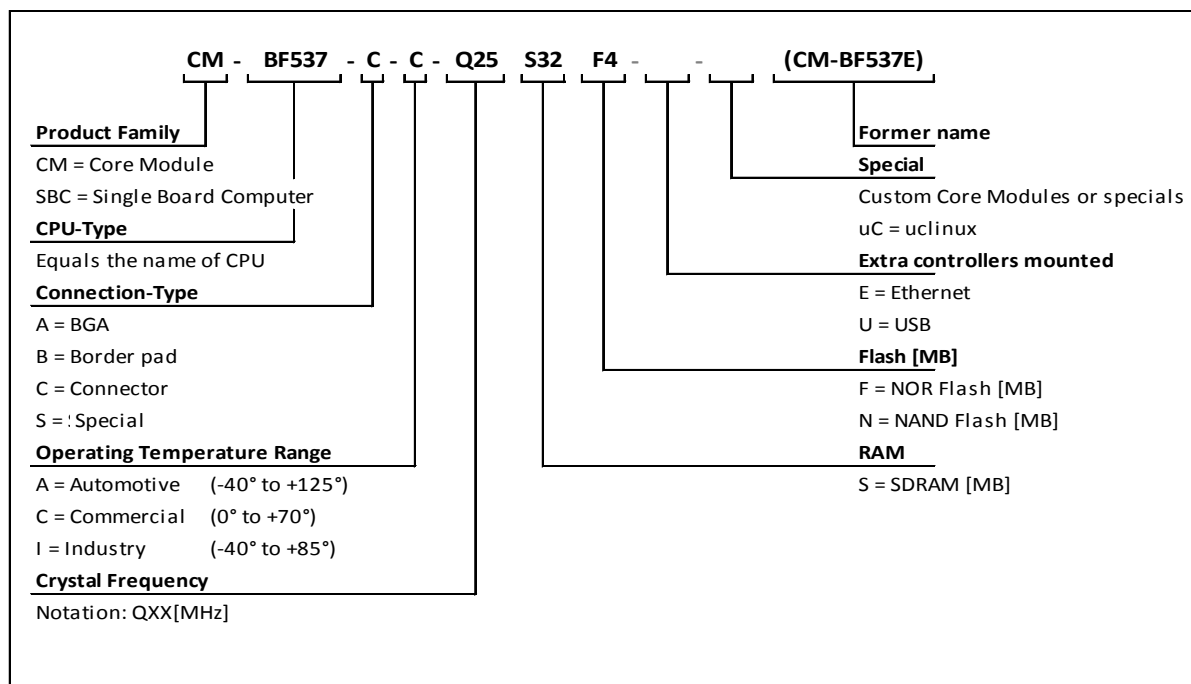 CM - BF537 - C - C - Q25 S32 F4 - - (CM-BF537E)
Product Family
CM = Core Module
SBC = Single Board Computer
CPU-Type
Equals the name of CPU
Connection-Type
A = BGA
B = Border pad
C = Connector
S = : Special
Operating Temperature Range
A = Automotive (-40° to +125°)
C = Commercial (0° to +70°)
I = Industry (-40° to +85°)
Crystal Frequency
Notation: QXX[MHz]
Former name
Special
Custom Core Modules or specials
uC = uclinux
Extra controllers mounted
E = Ethernet
U = USB
Flash [MB]
F = NOR Flash [MB]
N = NAND Flash [MB]
RAM
S = SDRAM [MB]